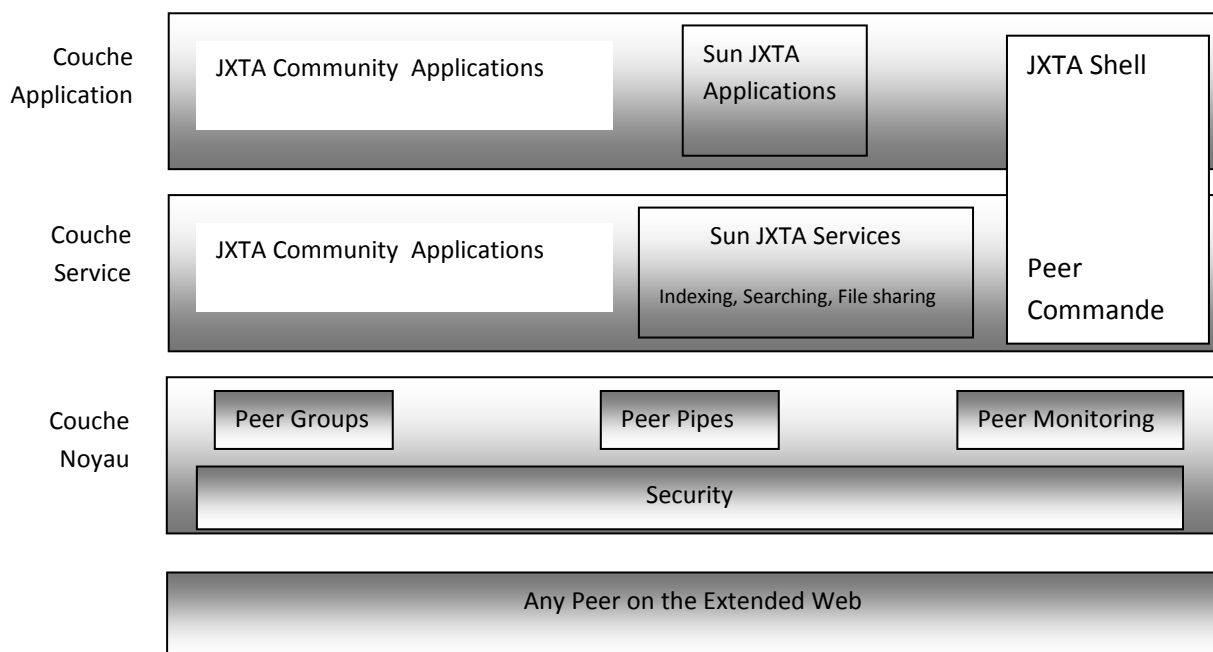 Couche
Application
JXTA Community Applications
Sun JXTA
Applications
JXTA Shell
Couche
Service
JXTA Community Applications
Sun JXTA Services
Indexing, Searching, File sharing
Peer
Commande
Couche
Noyau
Peer Groups
Peer Pipes
Peer Monitoring
Security
Any Peer on the Extended Web